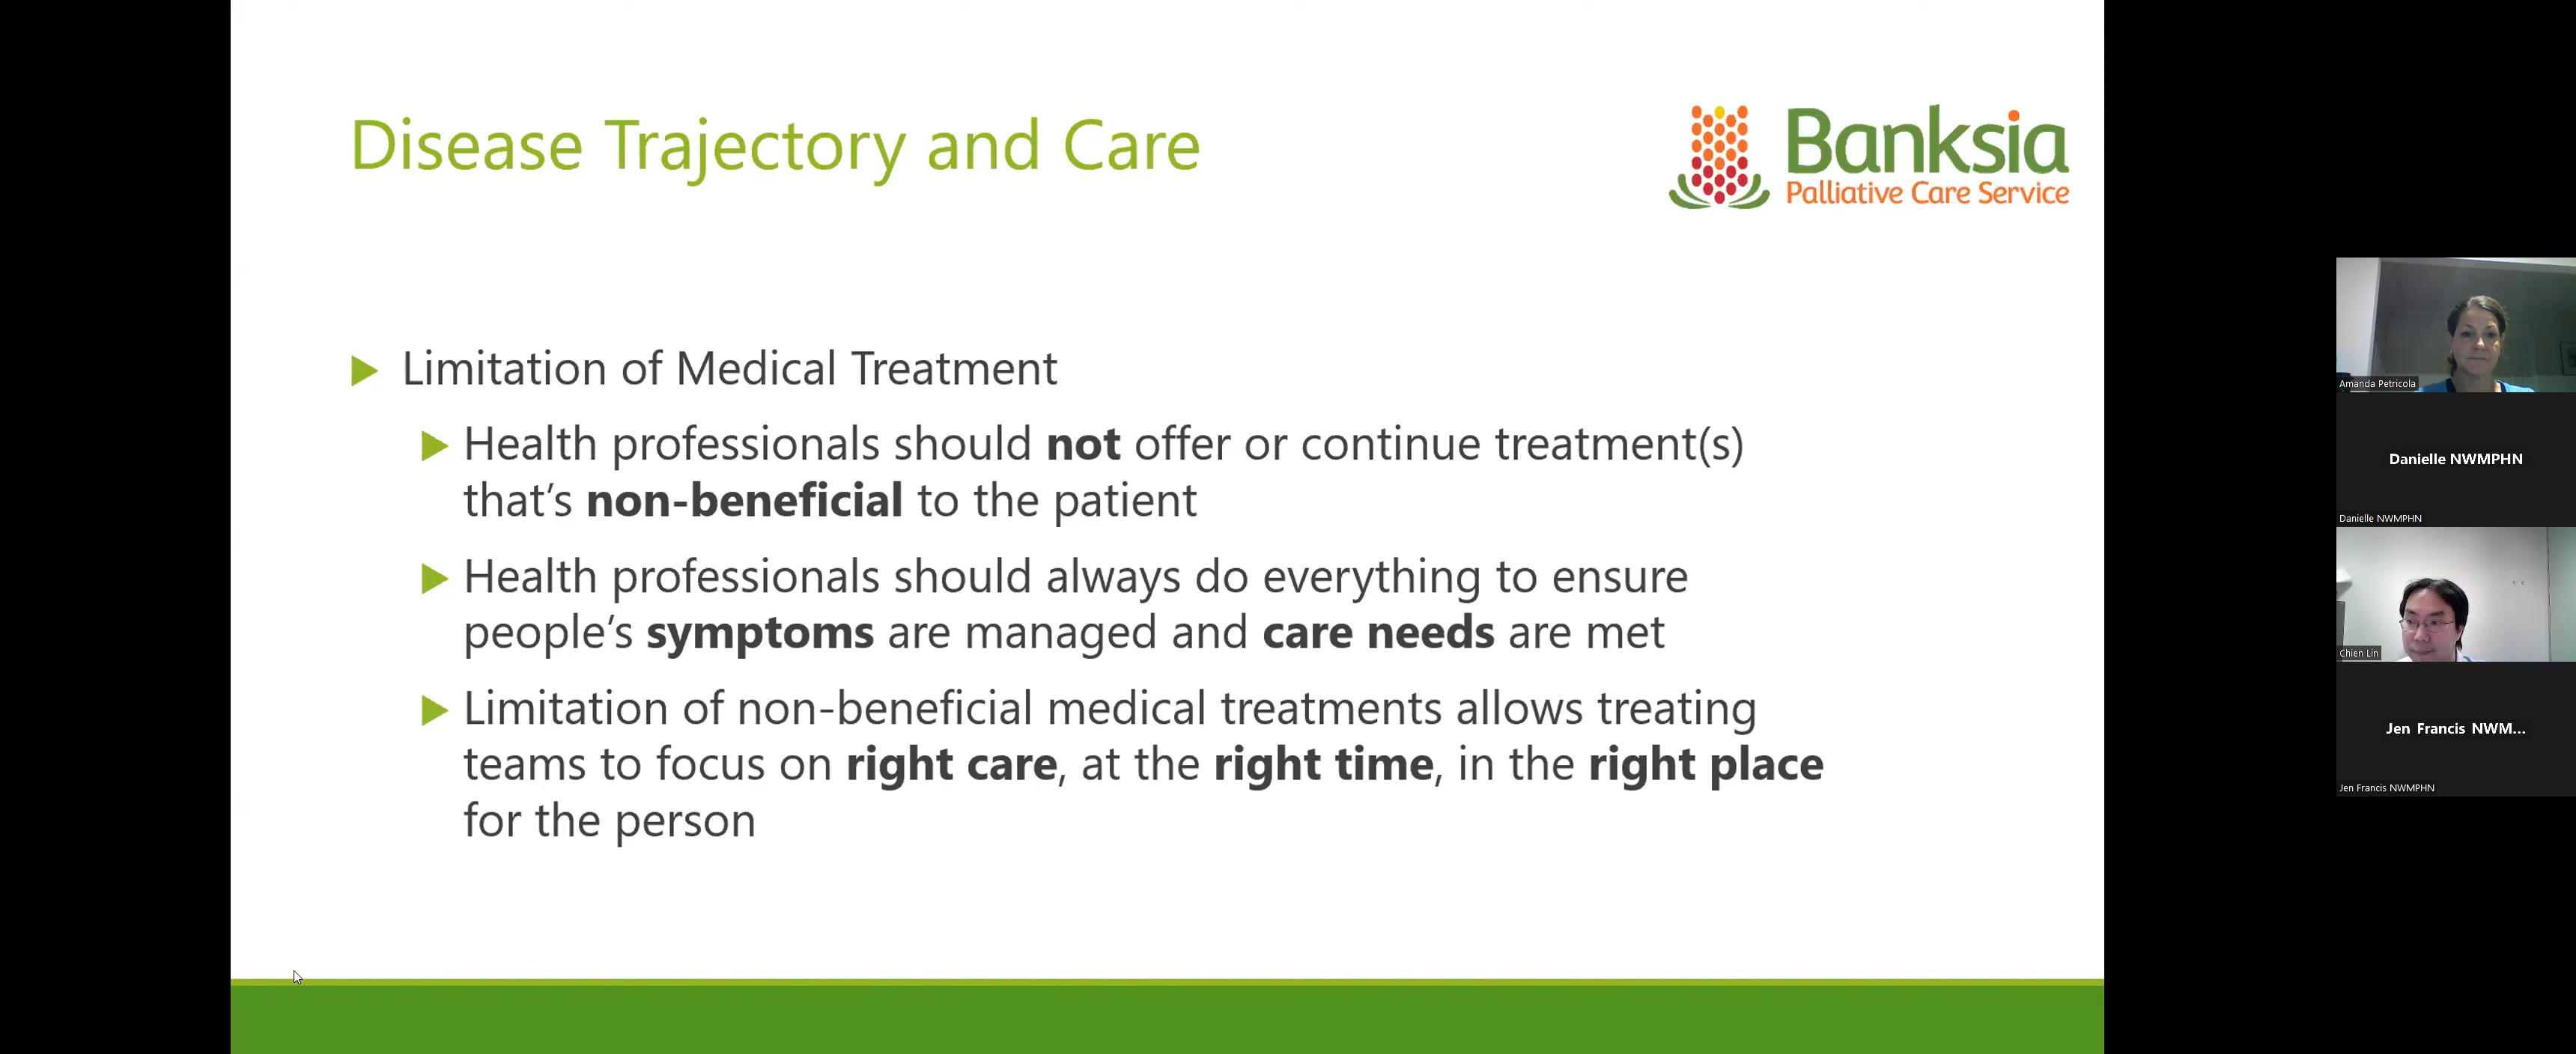 Disease Trajectory and Care
Banksia
Palliative Care Service
Limitation of Medical Treatment
Health professionals should not offer or continue treatment(s)
that's non-beneficial to the patient
Health professionals should always do everything to ensure
people's symptoms are managed and care needs are met
Limitation of non-beneficial medical treatments allows treating
teams to focus on right care, at the right time, in the right place
for the person
Amanda Petricola
Danielle NWMPHN
Danielle NWMPHN
Chien Lin
Jen Francis NWM...
Jen Francis NWMPHN